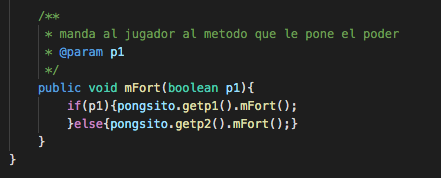 /**
* manda al jugador al metodo que le pone el poder
* @param p1
*/
public void mFort(boolean p1){
if(p1){pongsito.getp1().mFort();
}else{pongsito.getp2().mFort();}
}
}